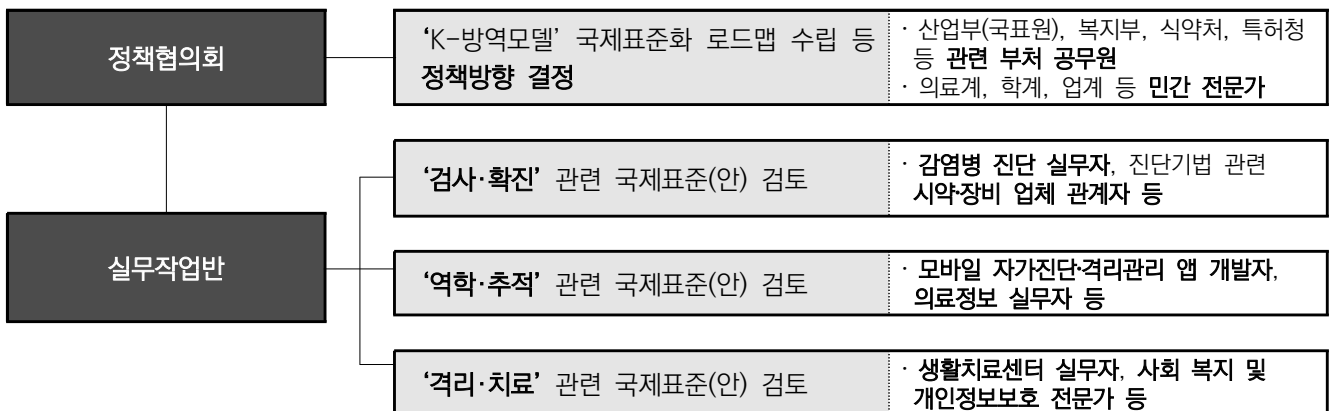 정책협의회
‘K-방역모델’ 국제표준화 로드맵 수립 등
정책방향 결정
· 산업부(국표원), 복지부, 식약처, 특허청
등 관련 부처 공무원
· 의료계, 학계, 업계 등 민간 전문가
실무작업반
‘검사·확진’ 관련 국제표준(안) 검토
· 감염병 진단 실무자, 진단기법 관련
시약·장비 업체 관계자 등
‘역학·추적’ 관련 국제표준(안) 검토
· 모바일 자가진단·격리관리 앱 개발자,
의료정보 실무자 등
‘격리·치료’ 관련 국제표준(안) 검토
· 생활치료센터 실무자, 사회 복지 및
개인정보보호 전문가 등